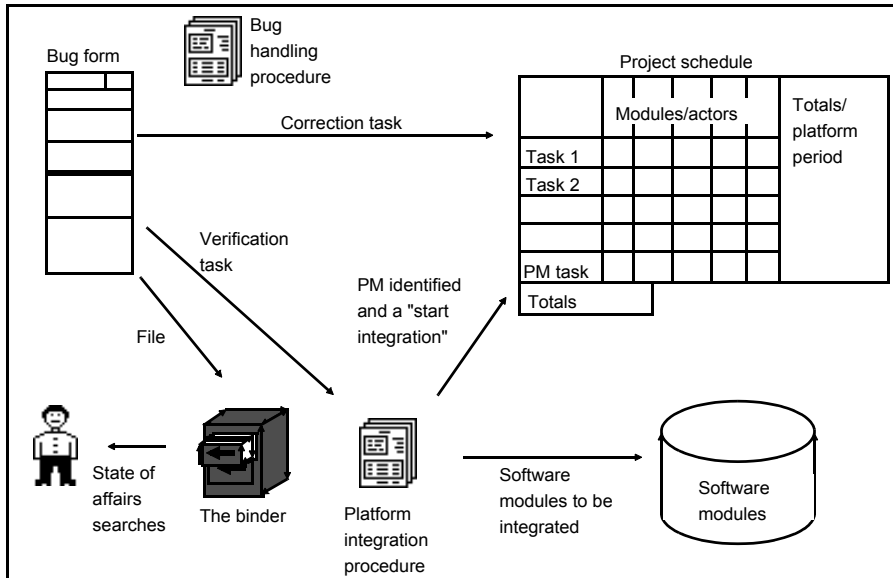 Bug
handling
procedure
Bug form
Project schedule
Modules/actors
Totals/
platform
period
Correction task
Task 1
Task 2
PM task
Totals
Verification
task
PM identified
and a "start
integration"
File
State of
affairs
searches
The binder
Platform
integration
procedure
Software
modules to be
integrated
Software
modules